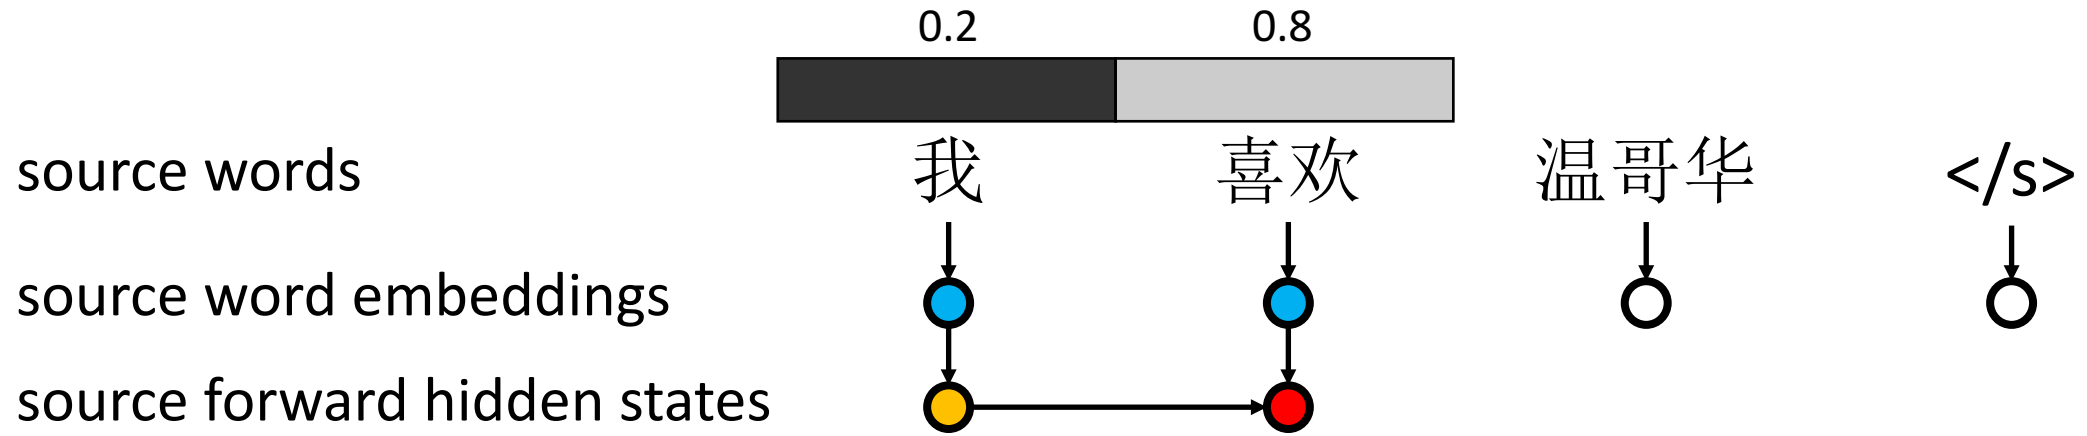 0.2 0.8
source words 我 喜欢 温哥华 </s>
source word embeddings
source forward hidden states